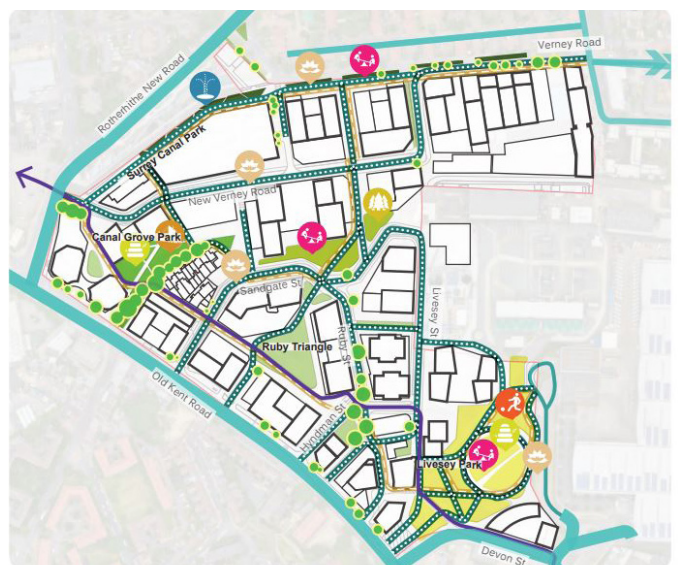 Verney Road
Rotherhithe New Road
Surrey Canal Park
New Verney Road
Canal Grove Park
Sandgate St
Livesey St
Ruby St
Ruby Triangle
Old Kent Road
Hyndman St
Livesey Park
Devon St